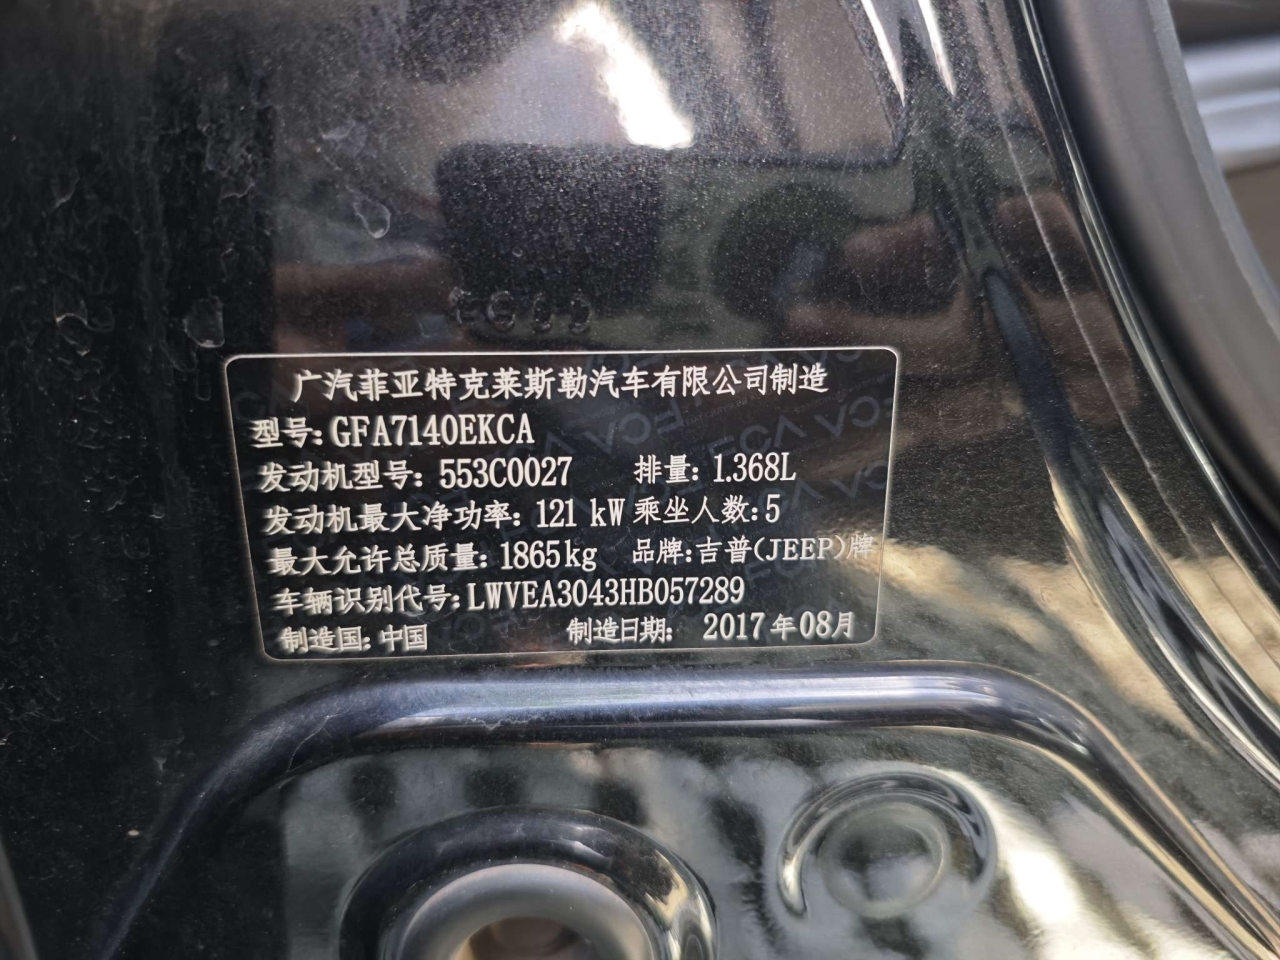 广汽菲亚特克莱斯勒汽车有限公司制造
型号: GFA7140EKCA
发动机型号: 553C0027 排量: 1.368L
发动机最大净功率: 121 kW 乘坐人数: 5
最大允许总质量: 1865kg 品牌: 吉普(JEEP)牌
车辆识别代号: LWVEA3043HB057289
制造国: 中国 制造日期: 2017年08月